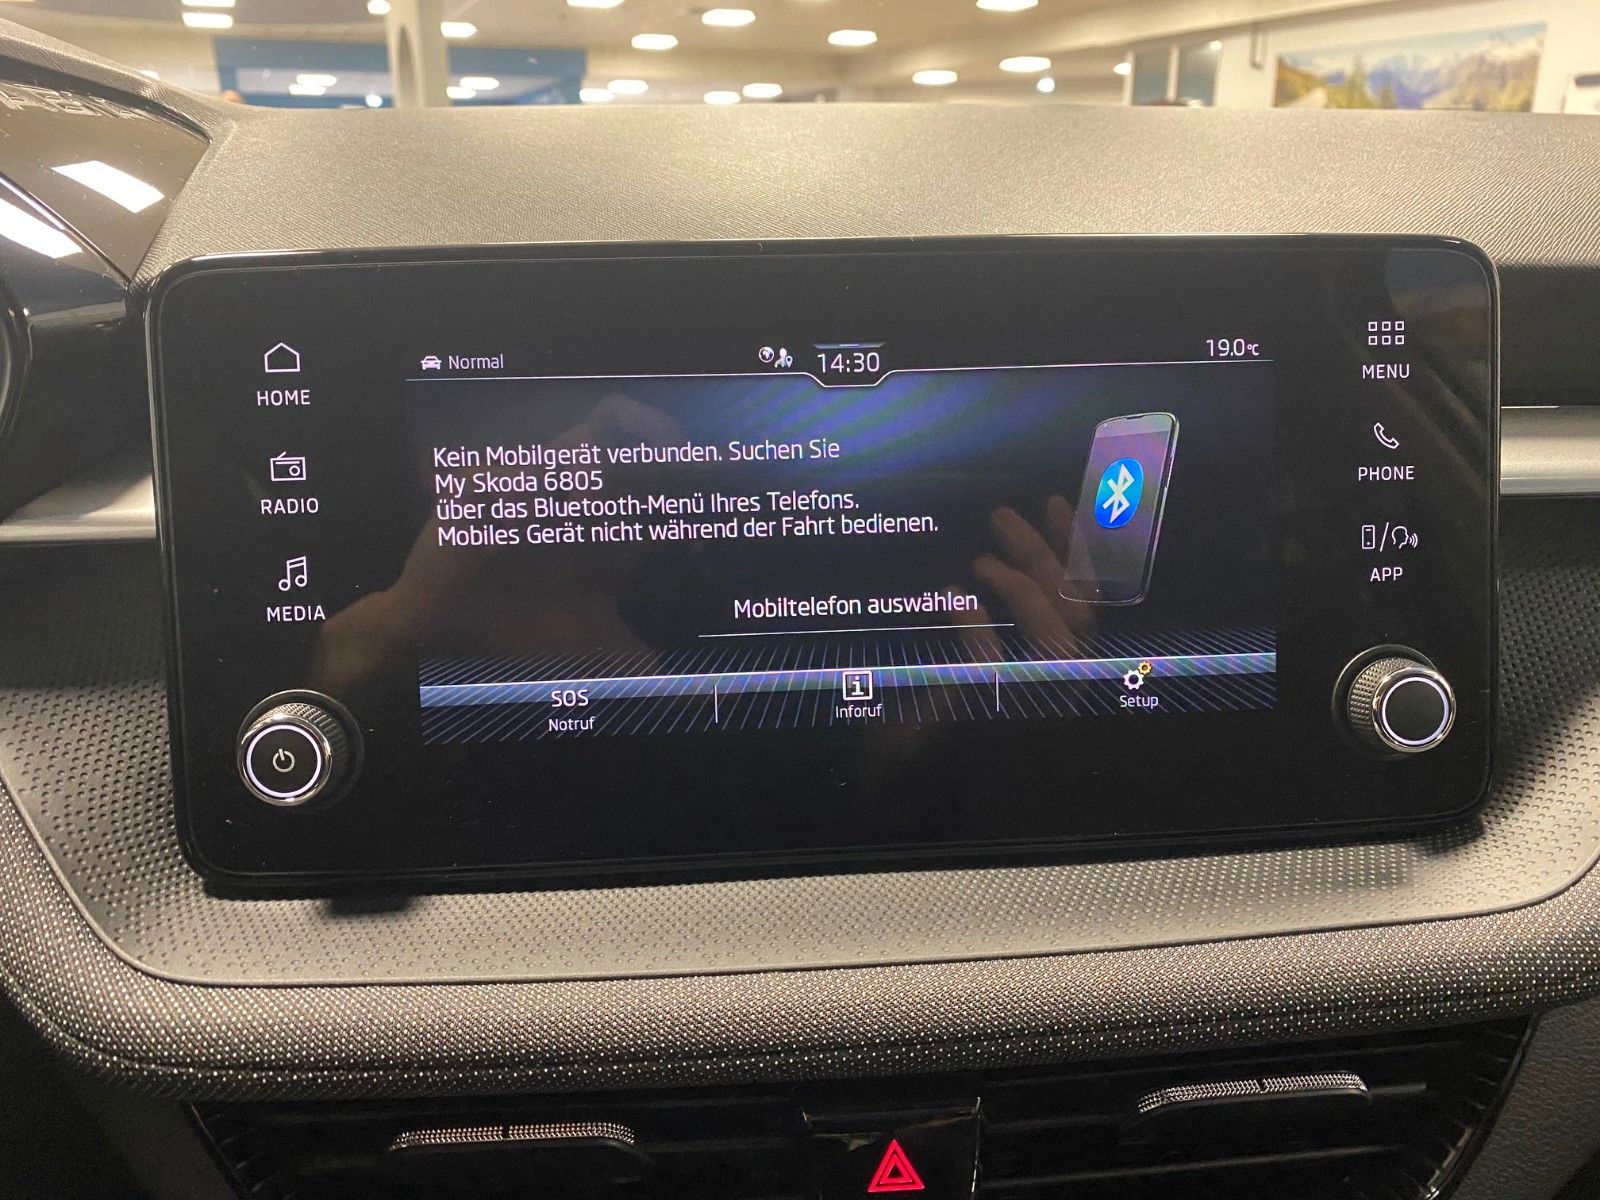 Normal
14:30
19.0°C
HOME
RADIO
MEDIA
Kein Mobilgerät verbunden. Suchen Sie
My Skoda 6805
über das Bluetooth-Menü Ihres Telefons.
Mobiles Gerät nicht während der Fahrt bedienen.
Mobiltelefon auswählen
SOS
Notruf
Inforuf
Setup
MENU
PHONE
APP